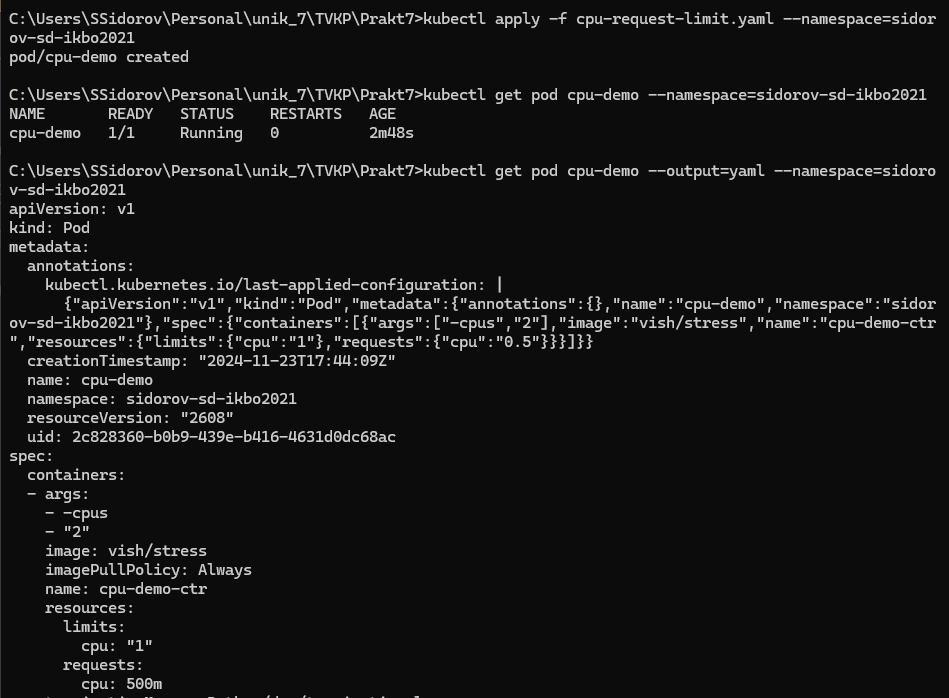 C:\Users\SSidorov\Personal\unik_7\TVKP\Prakt7>kubectl apply -f cpu-request-limit.yaml --namespace=sidor
ov-sd-ikbo2021
pod/cpu-demo created
C:\Users\SSidorov\Personal\unik_7\TVKP\Prakt7>kubectl get pod cpu-demo --namespace=sidorov-sd-ikbo2021
NAME       READY   STATUS    RESTARTS   AGE
cpu-demo   1/1     Running   0          2m48s
C:\Users\SSidorov\Personal\unik_7\TVKP\Prakt7>kubectl get pod cpu-demo --output=yaml --namespace=sidoro
v-sd-ikbo2021
apiVersion: v1
kind: Pod
metadata:
  annotations:
    kubectl.kubernetes.io/last-applied-configuration: |
      {"apiVersion":"v1","kind":"Pod","metadata":{"annotations":{},"name":"cpu-demo","namespace":"sidor
ov-sd-ikbo2021"},"spec":{"containers":[{"args":["-cpus","2"],"image":"vish/stress","name":"cpu-demo-ctr
","resources":{"limits":{"cpu":"1"},"requests":{"cpu":"0.5"}}}]}}
  creationTimestamp: "2024-11-23T17:44:09Z"
  name: cpu-demo
  namespace: sidorov-sd-ikbo2021
  resourceVersion: "2608"
  uid: 2c828360-b0b9-439e-b416-4631d0dc68ac
spec:
  containers:
  - args:
    - -cpus
    - "2"
    image: vish/stress
    imagePullPolicy: Always
    name: cpu-demo-ctr
    resources:
      limits:
        cpu: "1"
      requests:
        cpu: 500m